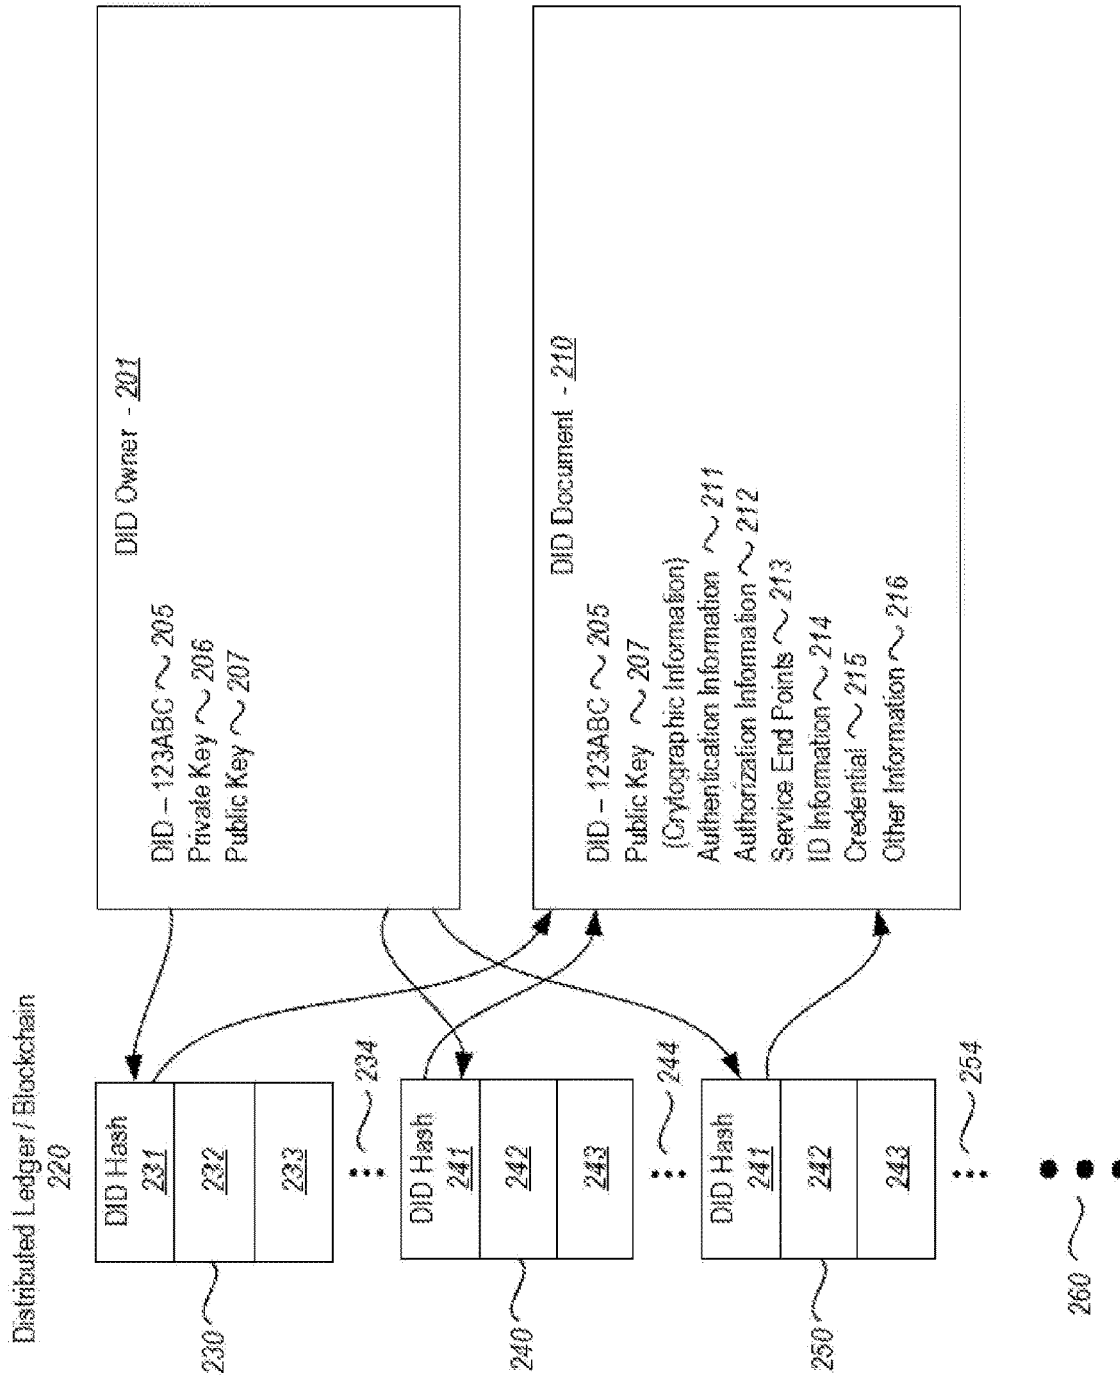 Distributed Ledger / Blockchain
220
DID Hash
231
232
233
234
230
DID Hash
241
242
243
244
240
DID Hash
241
242
243
254
250
260
DID Owner - 201
DID – 123ABC 205
Private Key 206
Public Key 207
DID Document - 210
DID – 123ABC 205
Public Key 207
(Crytographic Information)
Authentication Information 211
Authorization Information 212
Service End Points 213
ID Information 214
Credential 215
Other Information 216